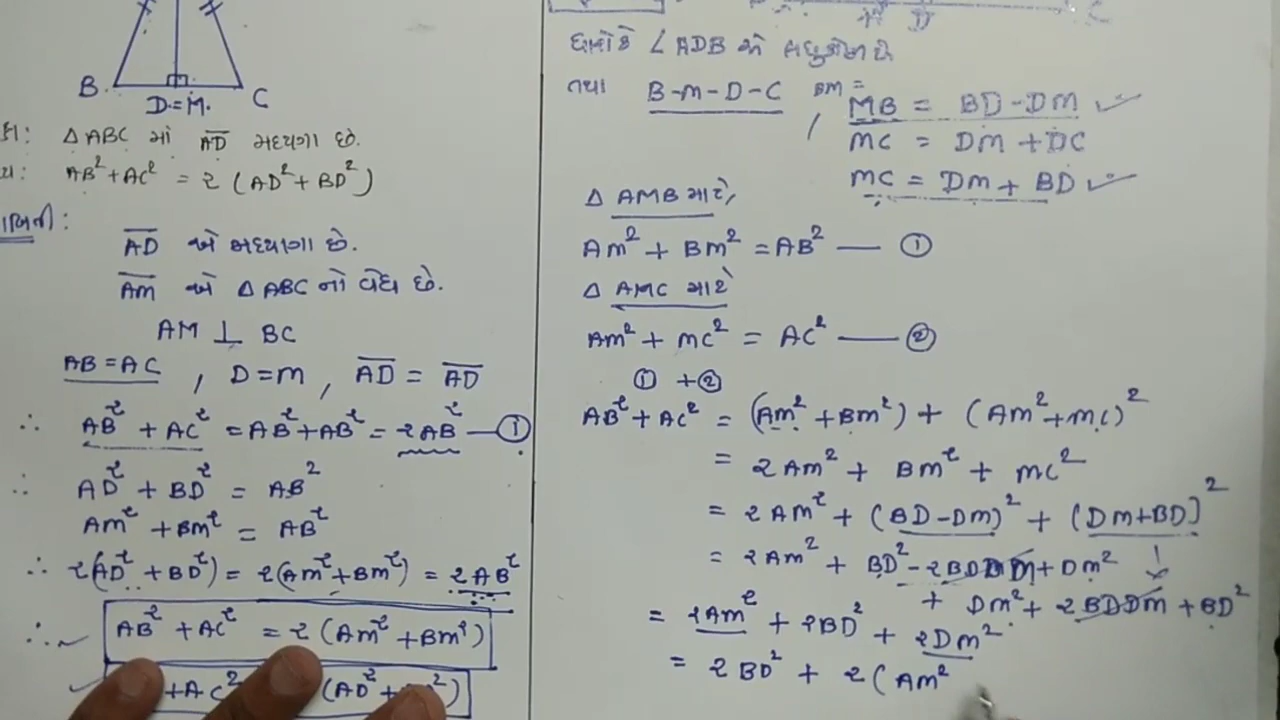 B
D=M.
C
△ ABC માં AD મધ્યગા છે.
AB² + AC² = 2 (AD² + BD²)
AD એ મધ્યગા છે.
AM એ △ ABC નો વેધ છે.
AM ⊥ BC
AB = AC , D = M , AD = AD
∴ AB² + AC² = AB² + AB² = 2AB² — ①
∴ AD² + BD² = AB²
AM² + BM² = AB²
∴ 2(AD² + BD²) = 2(AM² + BM²) = 2AB²
∴ AB² + AC² = 2 (AM² + BM²)
+ AC² (AD² + ²)
ધારો કે ∠ADB એ લઘુકોણ છે
તથા B-M-D-C BM =
, MB = BD - DM ✓
MC = DM + DC
MC = DM + BD ✓
△ AMB માટે,
AM² + BM² = AB² — ①
△ AMC માટે
AM² + MC² = AC² — ②
① + ②
AB² + AC² = (AM² + BM²) + (AM² + MC)²
= 2AM² + BM² + MC²
= 2AM² + (BD - DM)² + (DM + BD)²
= 2AM² + BD² - 2BDDM + DM²
+ DM² + 2BDDM + BD²
= 2AM² + 2BD² + 2DM²
= 2BD² + 2 (AM²